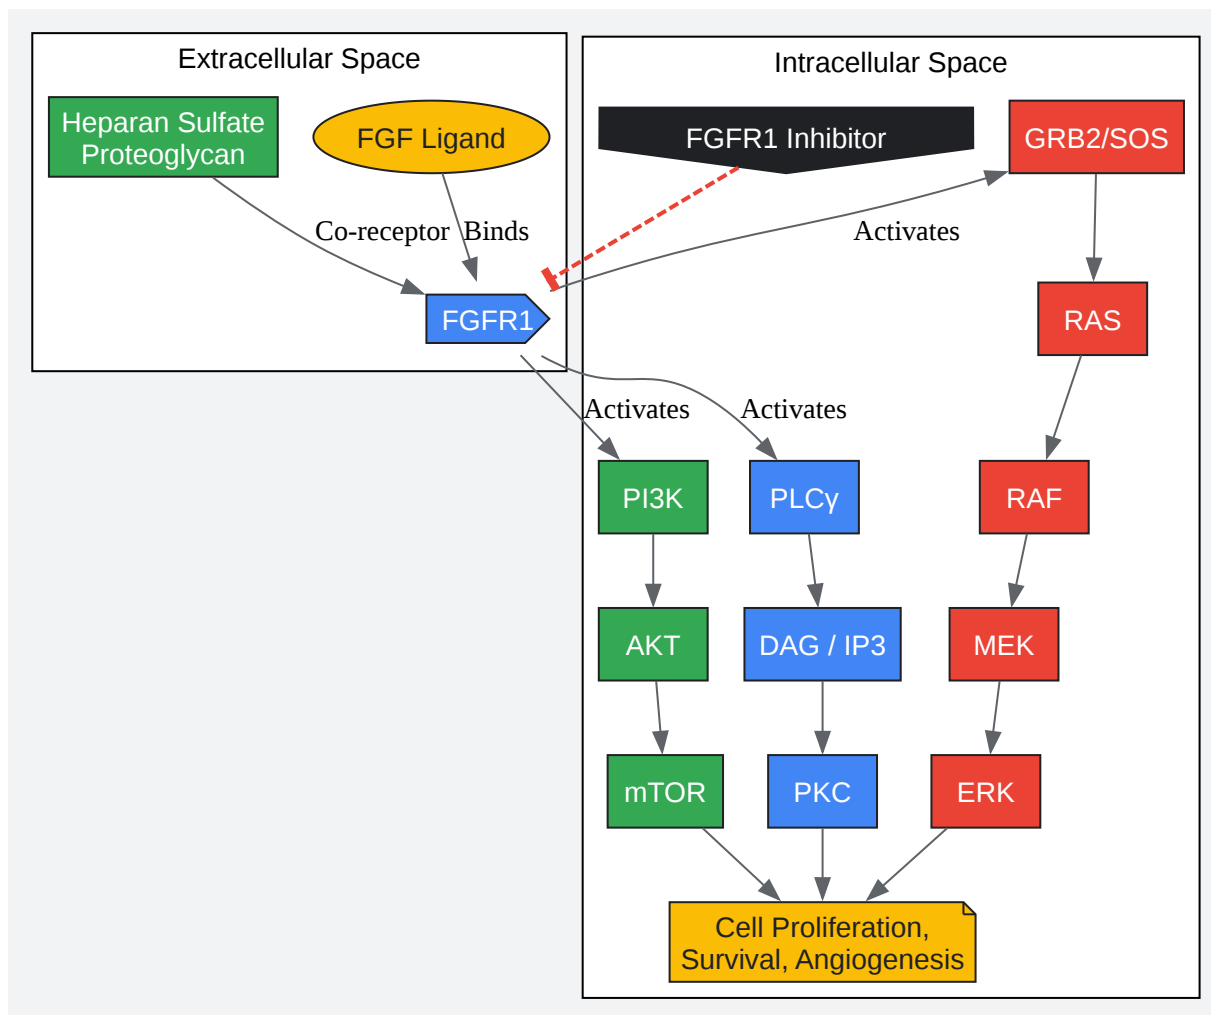 Extracellular Space
Intracellular Space
Heparan Sulfate
Proteoglycan
FGF Ligand
FGFR1 Inhibitor
GRB2/SOS
Co-receptor
Binds
Activates
FGFR1
RAS
Activates
Activates
PI3K
PLCγ
RAF
AKT
DAG / IP3
MEK
mTOR
PKC
ERK
Cell Proliferation,
Survival, Angiogenesis